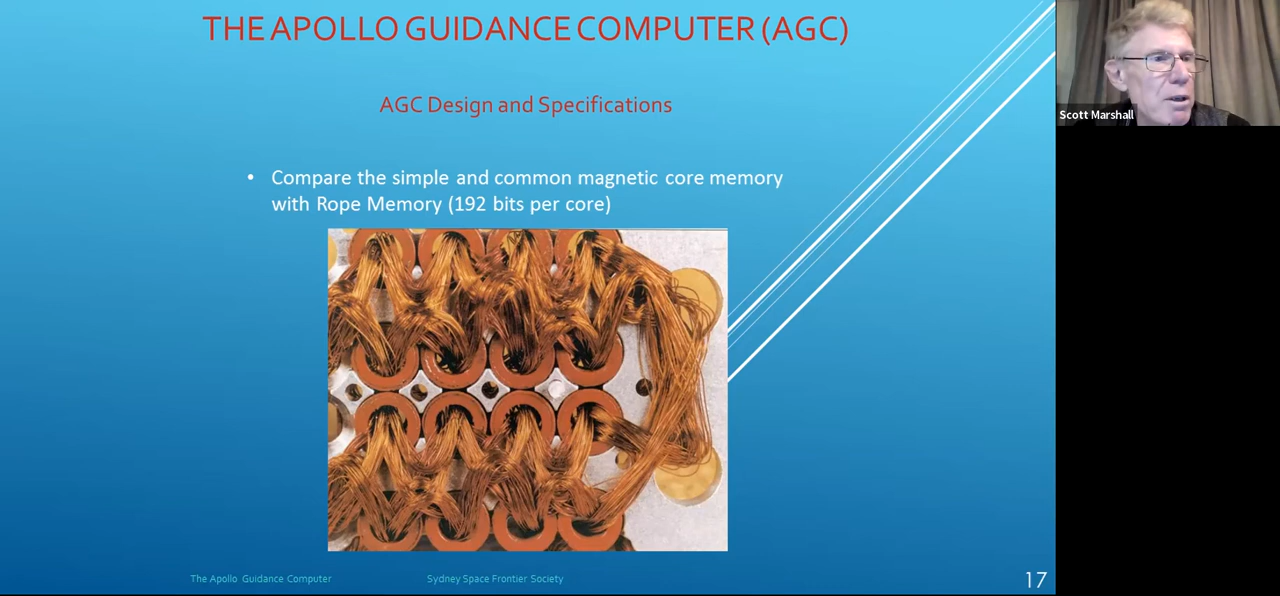 THE APOLLO GUIDANCE COMPUTER (AGC)
AGC Design and Specifications
• Compare the simple and common magnetic core memory
with Rope Memory (192 bits per core)
Scott Marshall
The Apollo Guidance Computer
Sydney Space Frontier Society
17